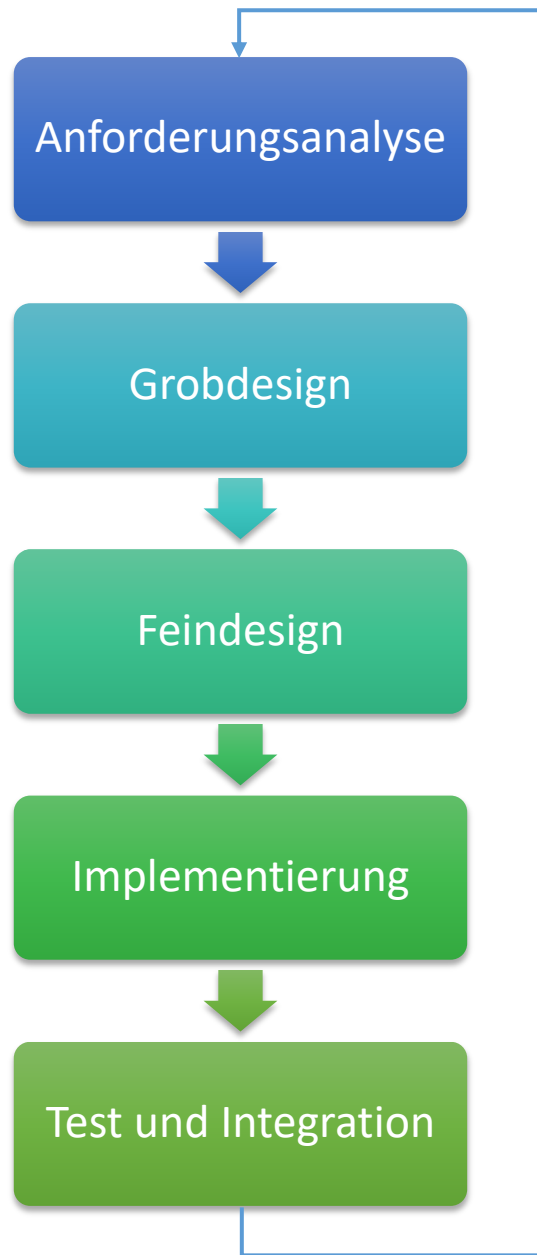 Anforderungsanalyse
Grobdesign
Feindesign
Implementierung
Test und Integration